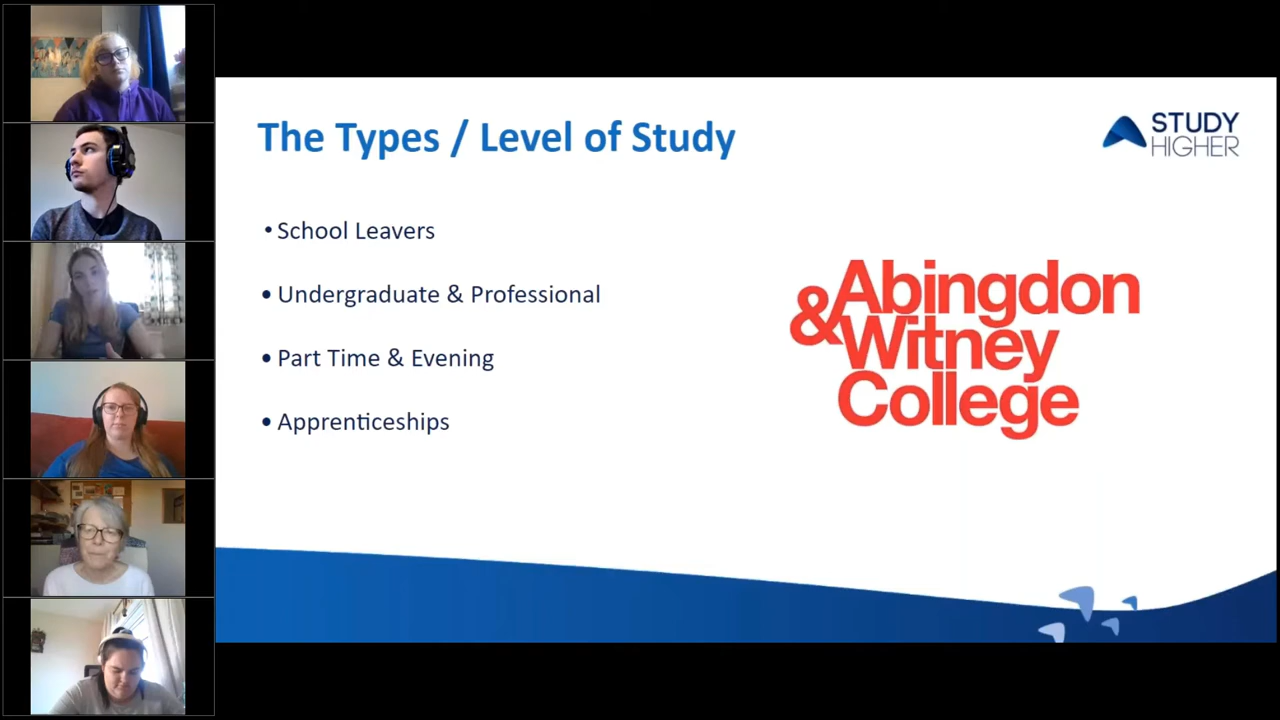 The Types / Level of Study
STUDY
HIGHER
• School Leavers
• Undergraduate & Professional
• Part Time & Evening
• Apprenticeships
Abingdon
& Witney
College